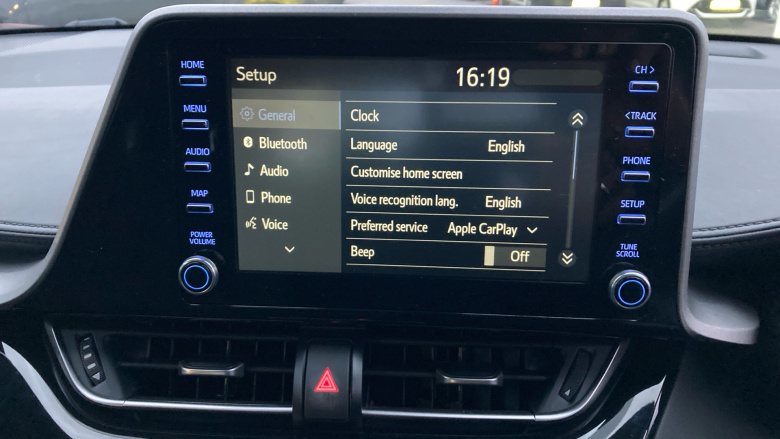 HOME
MENU
AUDIO
MAP
POWER
VOLUME
Setup 16:19
General
Bluetooth
Audio
Phone
Voice
Clock
Language English
Customise home screen
Voice recognition lang. English
Preferred service Apple CarPlay
Beep Off
CH >
< TRACK
PHONE
SETUP
TUNE
SCROLL